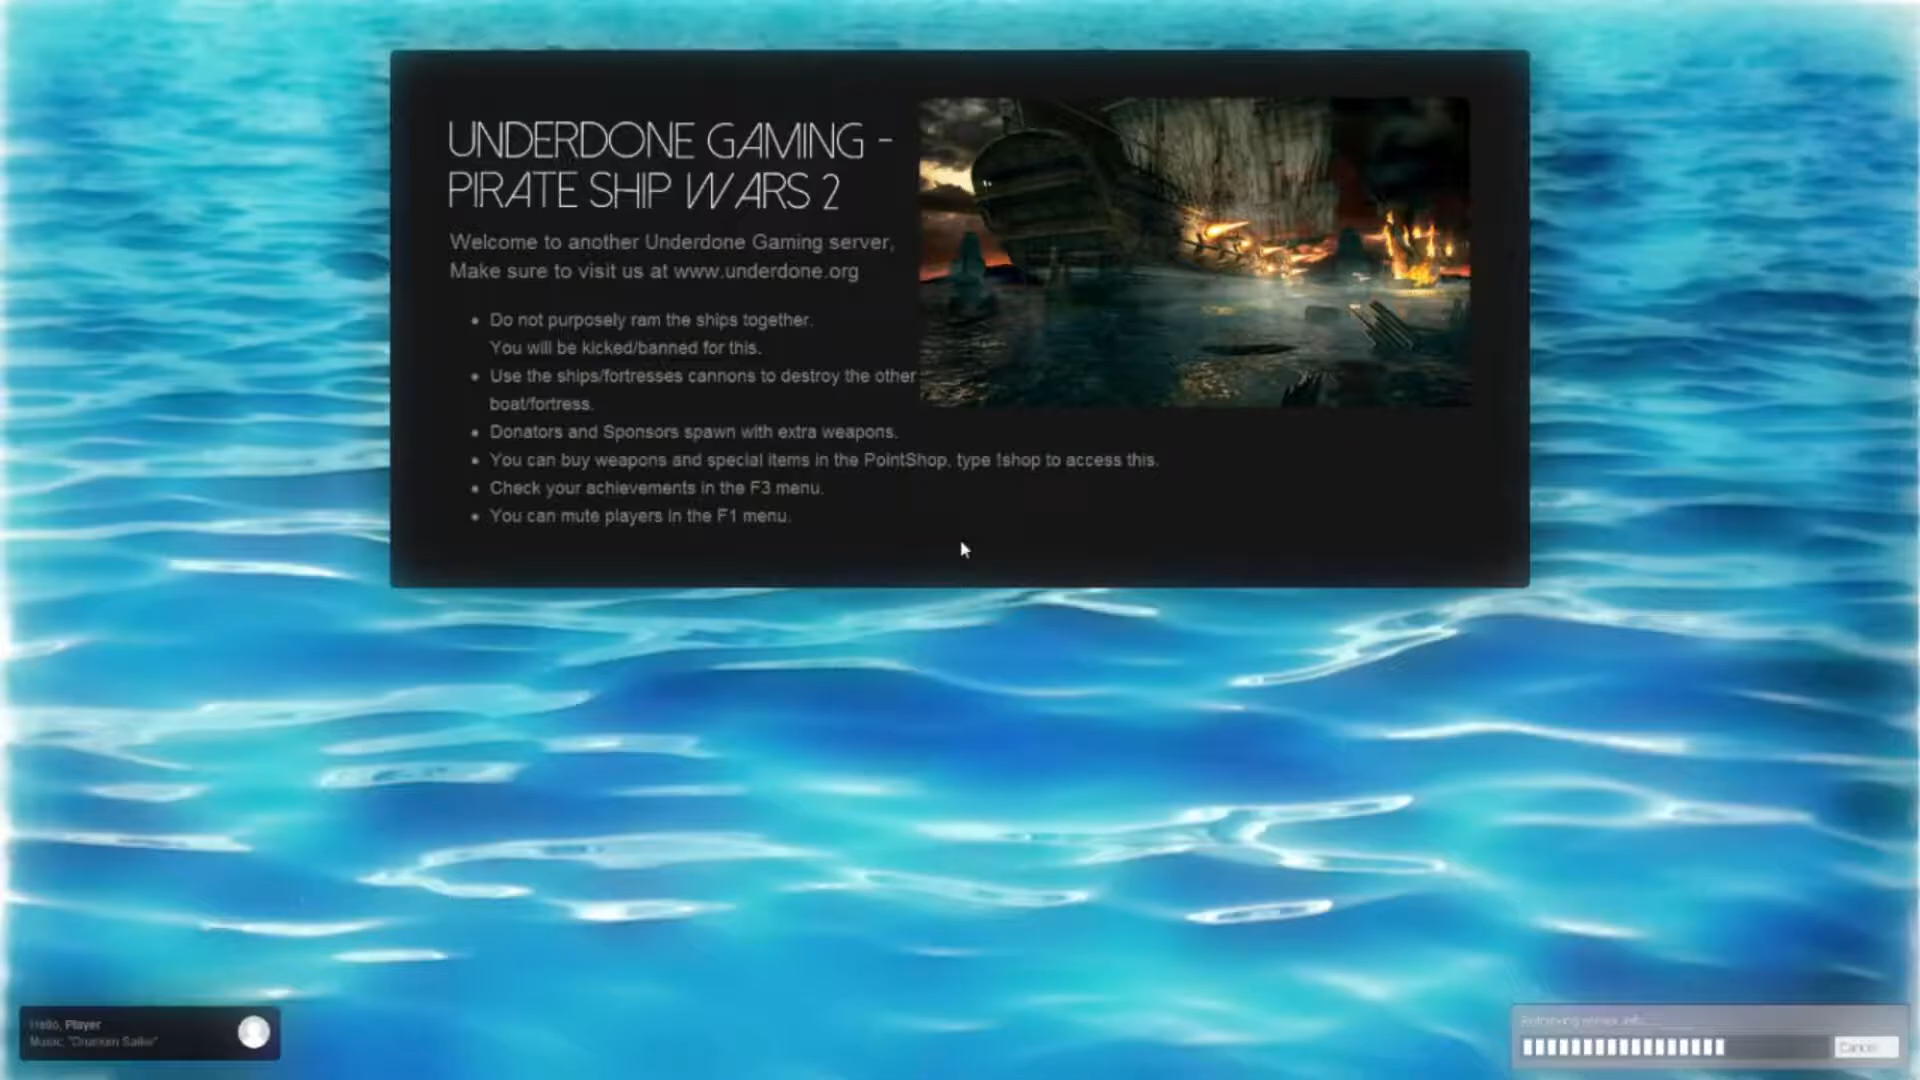 UNDERDONE GAMING -
PIRATE SHIP WARS 2
Welcome to another Underdone Gaming server,
Make sure to visit us at www.underdone.org
• Do not purposely ram the ships together.
You will be kicked/banned for this.
• Use the ships/fortresses cannons to destroy the other
boat/fortress.
• Donators and Sponsors spawn with extra weapons.
• You can buy weapons and special items in the PointShop, type !shop to access this.
• Check your achievements in the F3 menu.
• You can mute players in the F1 menu.
Hello, Player
Music: "Drunken Sailor"
Retrieving server info...
Cancel